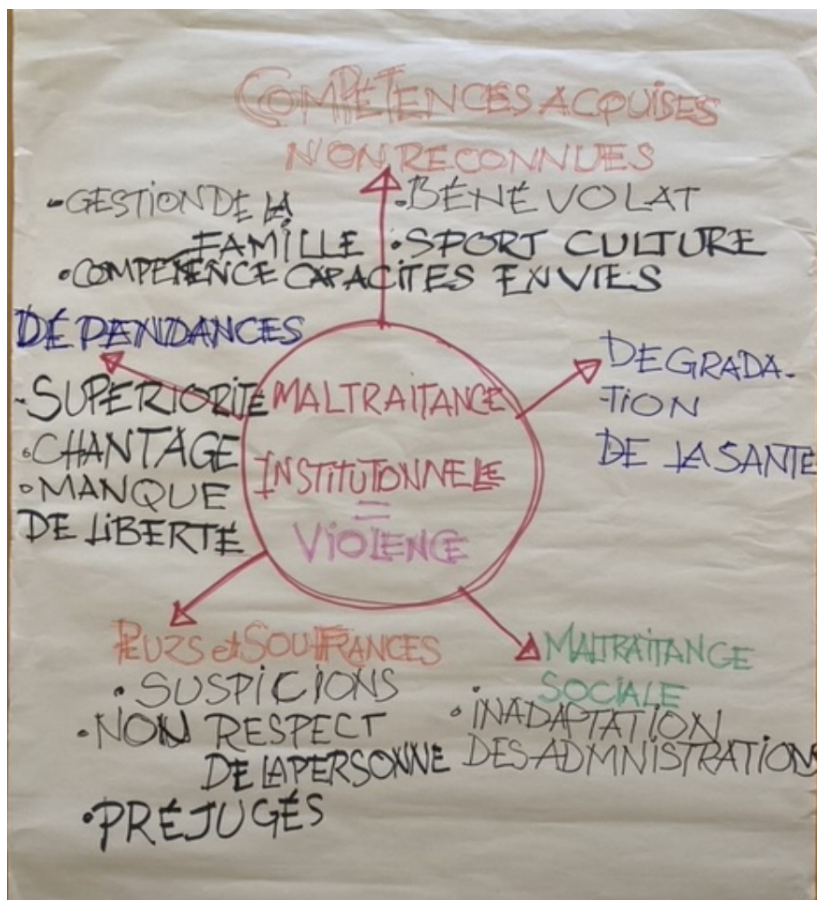 COMPÉTENCES ACQUISES
NON RECONNUES
-GESTION DE LA
FAMILLE
•COMPETENCE CAPACITES ENVIES
•BÉNÉVOLAT
•SPORT CULTURE
DÉPENDANCES
-SUPERIORITÉ
•CHANTAGE
•MANQUE
DE LIBERTÉ
MALTRAITANCE
INSTITUTIONNELLE
=
VIOLENCE
DEGRADA-
TION
DE LA SANTE
PEURS et SOUFFRANCES
•SUSPICIONS
•NON RESPECT
DE LA PERSONNE
•PRÉJUGÉS
MALTRAITANCE
SOCIALE
•INADAPTATION
DES ADMNISTRATIONS